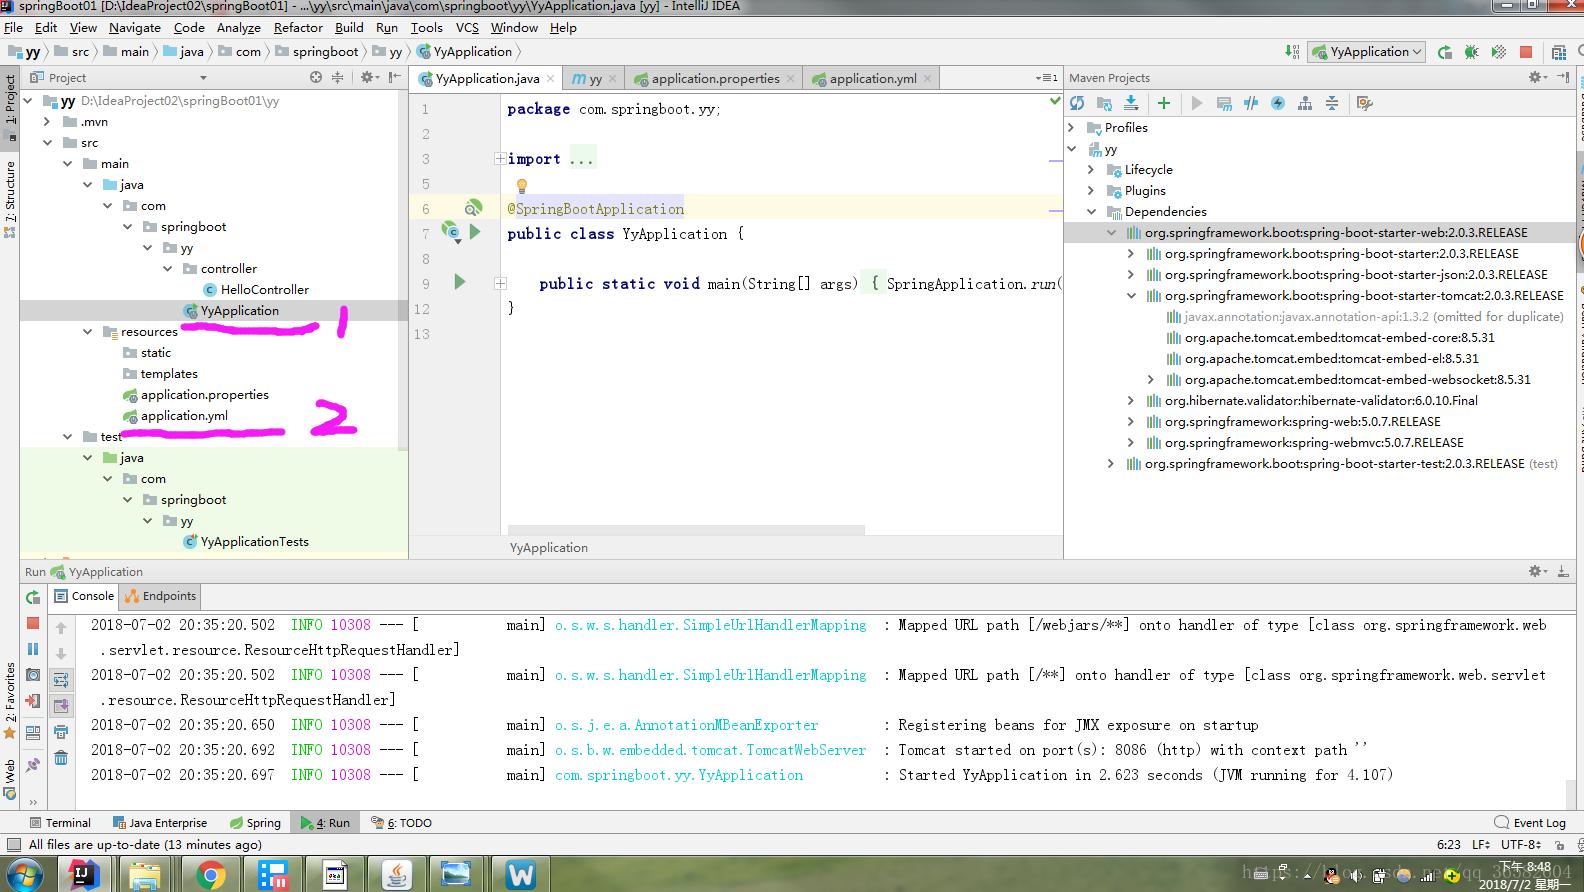 springBoot01 [D:\IdeaProject02\springBoot01] - ...\yy\src\main\java\com\springboot\yy\YyApplication.java [yy] - IntelliJ IDEA
File Edit View Navigate Code Analyze Refactor Build Run Tools VCS Window Help
yy src main java com springboot yy YyApplication
YyApplication
Project
YyApplication.java yy application.properties application.yml
1
Maven Projects
1: Project
7: Structure
2: Favorites
Web
yy D:\IdeaProject02\springBoot01\yy
.mvn
src
main
java
com
springboot
yy
controller
HelloController
YyApplication
1
resources
static
templates
application.properties
application.yml
2
test
java
com
springboot
yy
YyApplicationTests
1 package com.springboot.yy;
2
3 import ...
5
6 @SpringBootApplication
7 public class YyApplication {
8
9 public static void main(String[] args) { SpringApplication.run(
12 }
13
YyApplication
Profiles
yy
Lifecycle
Plugins
Dependencies
org.springframework.boot:spring-boot-starter-web:2.0.3.RELEASE
org.springframework.boot:spring-boot-starter:2.0.3.RELEASE
org.springframework.boot:spring-boot-starter-json:2.0.3.RELEASE
org.springframework.boot:spring-boot-starter-tomcat:2.0.3.RELEASE
javax.annotation:javax.annotation-api:1.3.2 (omitted for duplicate)
org.apache.tomcat.embed:tomcat-embed-core:8.5.31
org.apache.tomcat.embed:tomcat-embed-el:8.5.31
org.apache.tomcat.embed:tomcat-embed-websocket:8.5.31
org.hibernate.validator:hibernate-validator:6.0.10.Final
org.springframework:spring-web:5.0.7.RELEASE
org.springframework:spring-webmvc:5.0.7.RELEASE
org.springframework.boot:spring-boot-starter-test:2.0.3.RELEASE (test)
Run YyApplication
Console Endpoints
2018-07-02 20:35:20.502 INFO 10308 --- [ main] o.s.w.s.handler.SimpleUrlHandlerMapping : Mapped URL path [/webjars/**] onto handler of type [class org.springframework.web
.servlet.resource.ResourceHttpRequestHandler]
2018-07-02 20:35:20.502 INFO 10308 --- [ main] o.s.w.s.handler.SimpleUrlHandlerMapping : Mapped URL path [/**] onto handler of type [class org.springframework.web.servlet
.resource.ResourceHttpRequestHandler]
2018-07-02 20:35:20.650 INFO 10308 --- [ main] o.s.j.e.a.AnnotationMBeanExporter : Registering beans for JMX exposure on startup
2018-07-02 20:35:20.692 INFO 10308 --- [ main] o.s.b.w.embedded.tomcat.TomcatWebServer : Tomcat started on port(s): 8086 (http) with context path ''
2018-07-02 20:35:20.697 INFO 10308 --- [ main] com.springboot.yy.YyApplication : Started YyApplication in 2.623 seconds (JVM running for 4.107)
Terminal Java Enterprise Spring 4: Run 6: TODO Event Log
All files are up-to-date (13 minutes ago) 6:23 LF UTF-8
下午 8:48
2018/7/2 星期一